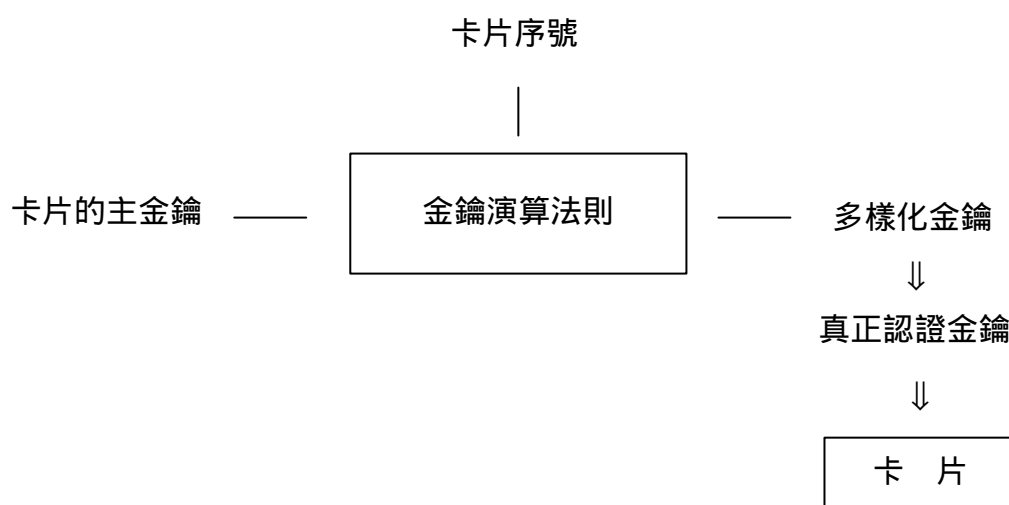 卡片序號
卡片的主金鑰
金鑰演算法則
多樣化金鑰
⇓
真正認證金鑰
⇓
卡 片